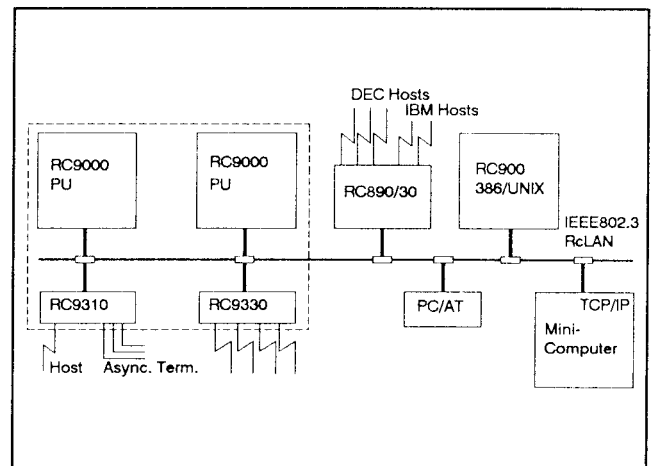 DEC Hosts
IBM Hosts
RC9000
PU
RC9000
PU
RC890/30
RC900
386/UNIX
IEEE802.3
RcLAN
RC9310
RC9330
PC/AT
TCP/IP
Mini-
Computer
Host
Async. Term.